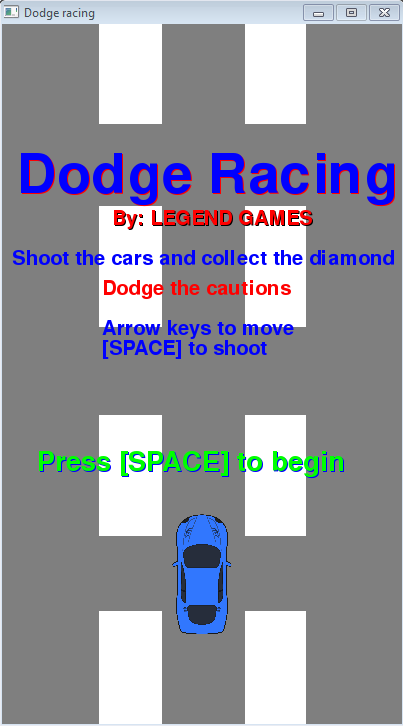 Dodge racing
Dodge Racing
By: LEGEND GAMES
Shoot the cars and collect the diamond
Dodge the cautions
Arrow keys to move
[SPACE] to shoot
Press [SPACE] to begin